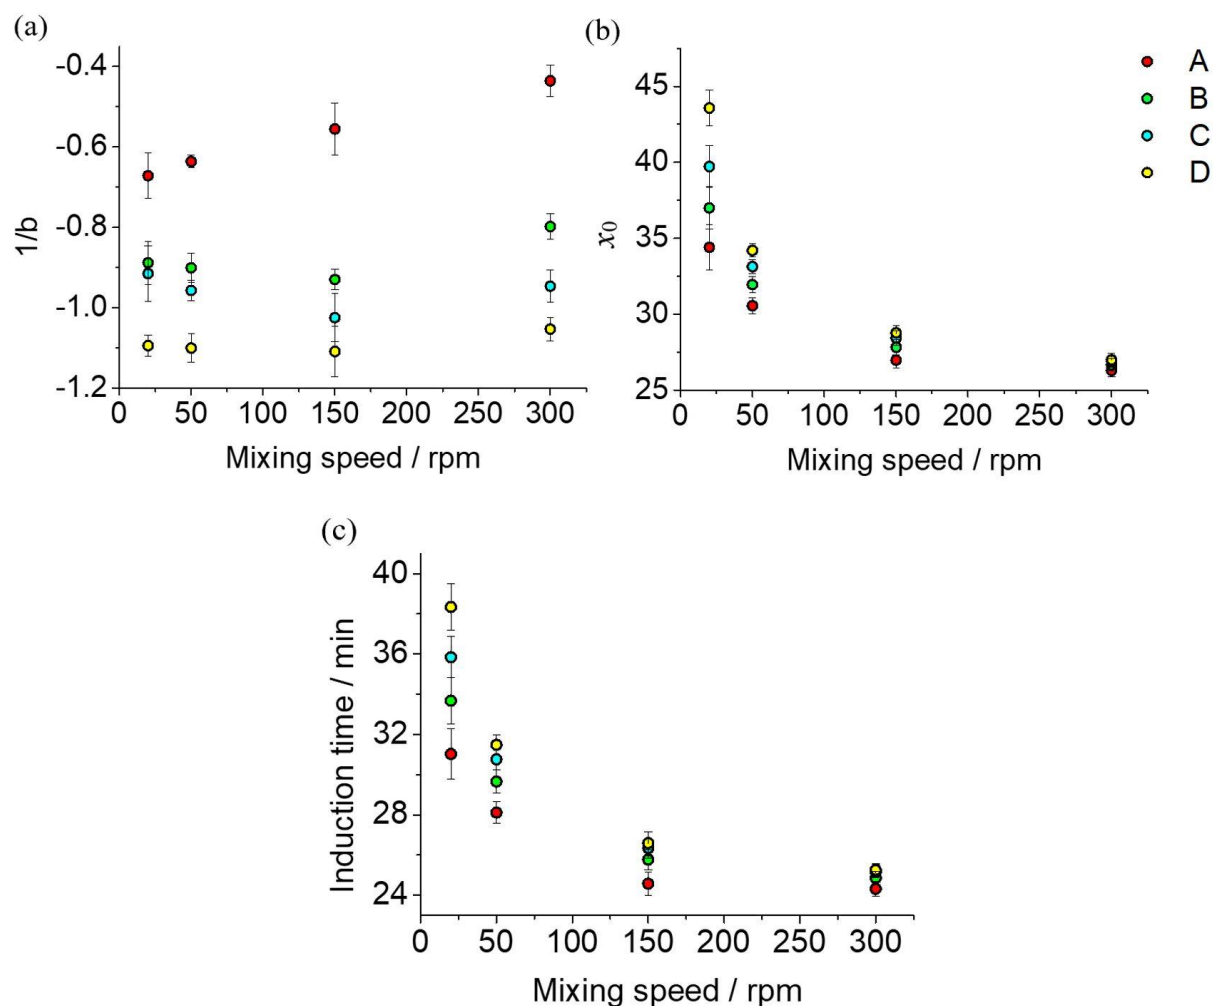 (a)
-0.4
-0.6
-0.8
-1.0
-1.2
1/b
0 50 100 150 200 250 300
Mixing speed / rpm
(b)
45
40
35
30
25
x₀
0 50 100 150 200 250 300
Mixing speed / rpm
A
B
C
D
(c)
40
36
32
28
24
Induction time / min
0 50 100 150 200 250 300
Mixing speed / rpm